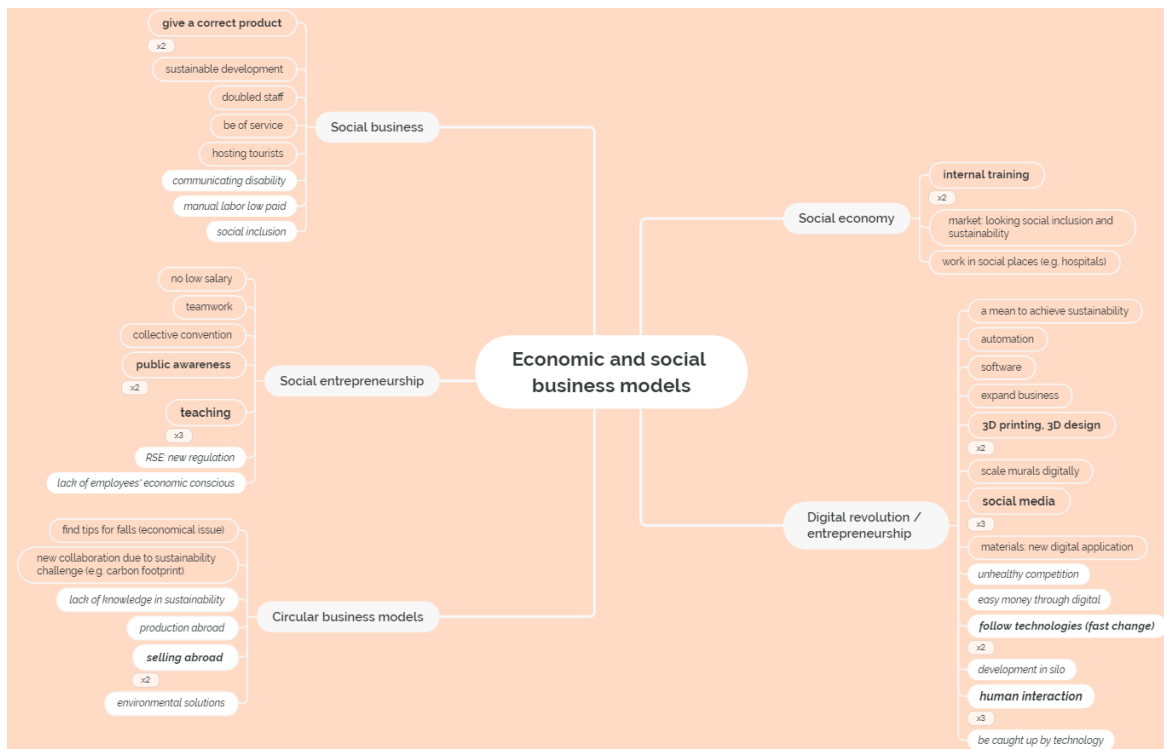 Economic and social
business models
Social business
give a correct product
x2
sustainable development
doubled staff
be of service
hosting tourists
communicating disability
manual labor low paid
social inclusion
Social entrepreneurship
no low salary
teamwork
collective convention
public awareness
x2
teaching
x3
RSE: new regulation
lack of employees' economic conscious
Circular business models
find tips for falls (economical issue)
new collaboration due to sustainability
challenge (e.g. carbon footprint)
lack of knowledge in sustainability
production abroad
selling abroad
x2
environmental solutions
Social economy
internal training
x2
market: looking social inclusion and
sustainability
work in social places (e.g. hospitals)
Digital revolution /
entrepreneurship
a mean to achieve sustainability
automation
software
expand business
3D printing, 3D design
x2
scale murals digitally
social media
x3
materials: new digital application
unhealthy competition
easy money through digital
follow technologies (fast change)
x2
development in silo
human interaction
x3
be caught up by technology